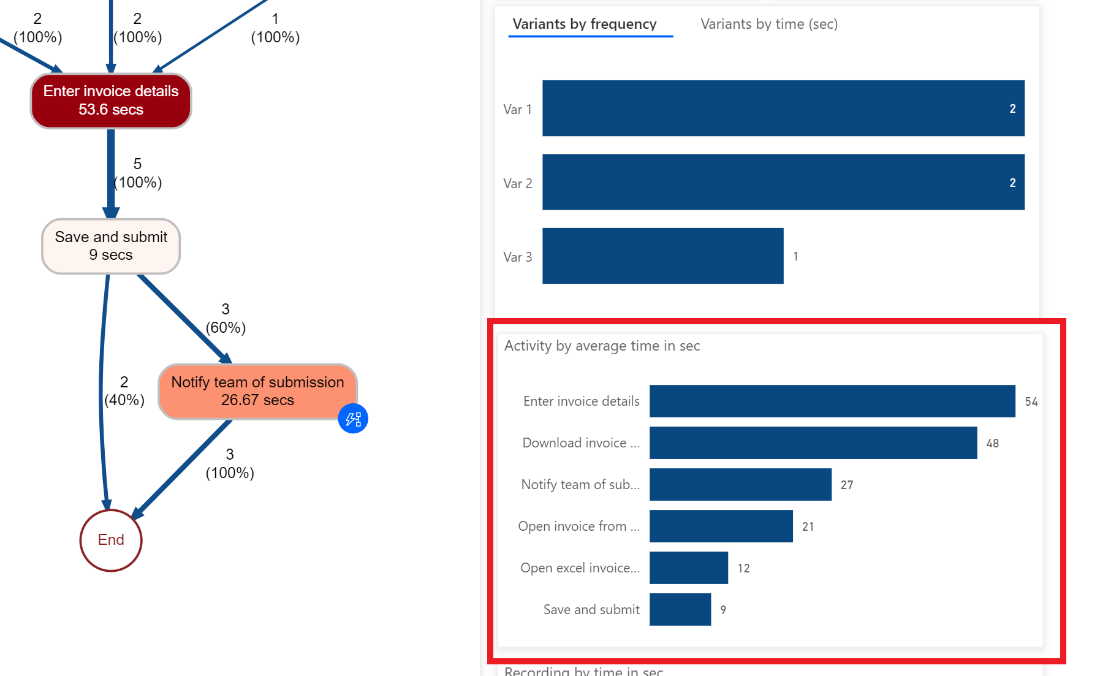 2
(100%)
2
(100%)
1
(100%)
Enter invoice details
53.6 secs
5
(100%)
Save and submit
9 secs
3
(60%)
2
(40%)
Notify team of submission
26.67 secs
3
(100%)
End
Variants by frequency
Variants by time (sec)
Var 1
2
Var 2
2
Var 3
1
Activity by average time in sec
Enter invoice details
54
Download invoice ...
48
Notify team of sub...
27
Open invoice from ...
21
Open excel invoice...
12
Save and submit
9
Recording by time in sec